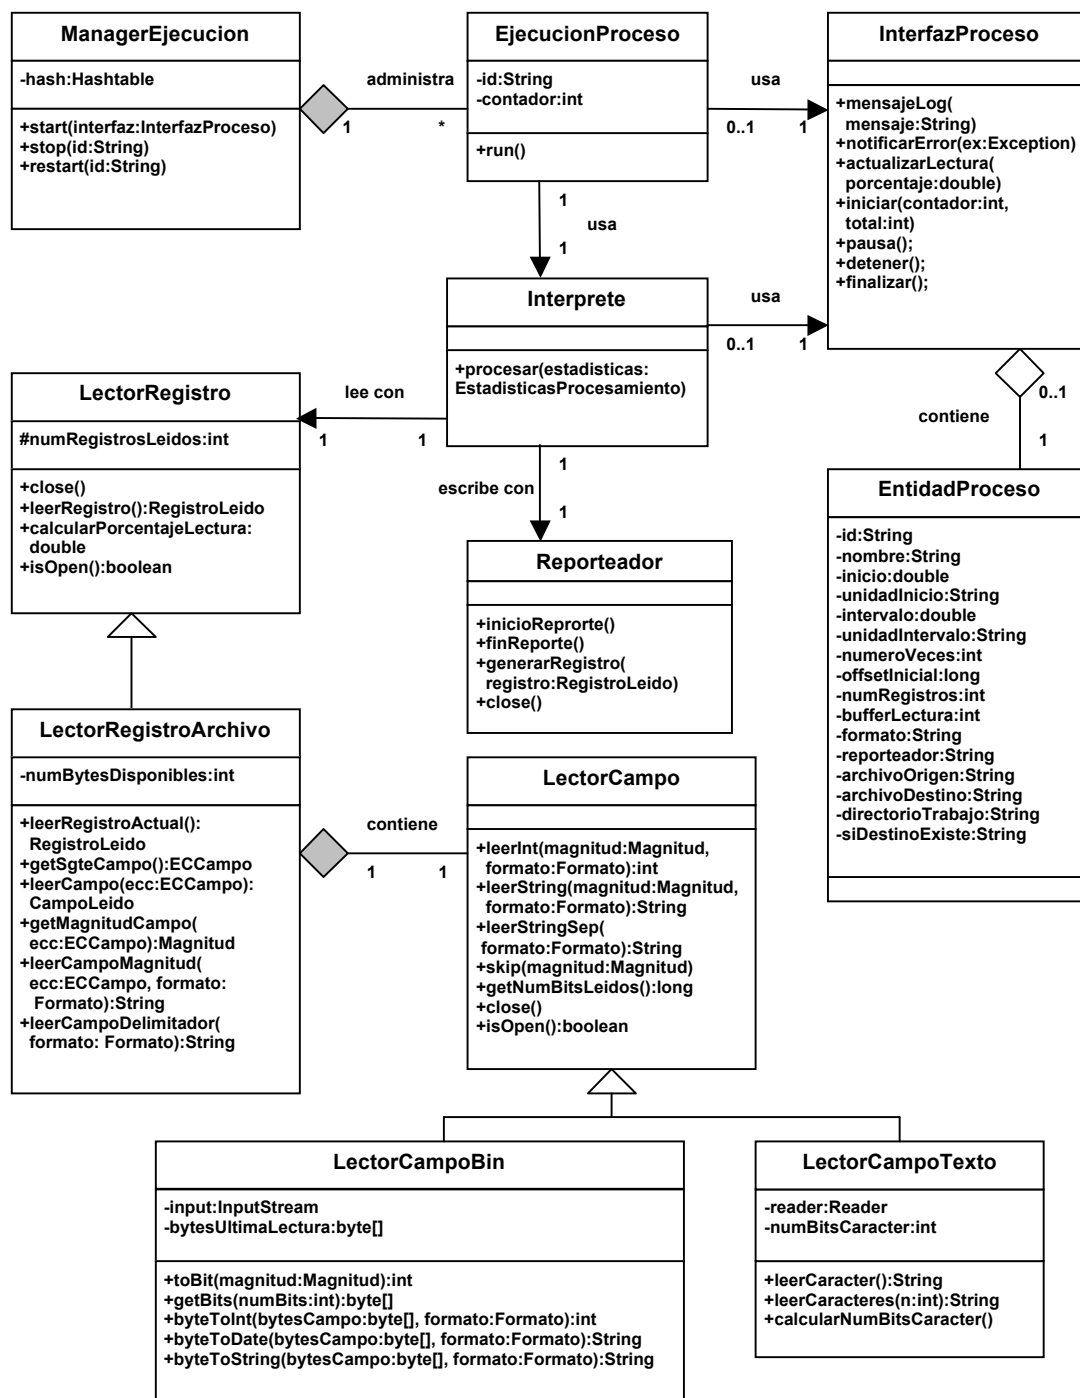 ManagerEjecucion
-hash:Hashtable
+start(interfaz:InterfazProceso)
+stop(id:String)
+restart(id:String)
administra
1
*
EjecucionProceso
-id:String
-contador:int
+run()
usa
0..1
1
InterfazProceso
+mensajeLog(
mensaje:String)
+notificarError(ex:Exception)
+actualizarLectura(
porcentaje:double)
+iniciar(contador:int,
total:int)
+pausa();
+detener();
+finalizar();
1
usa
1
Interprete
+procesar(estadisticas:
EstadisticasProcesamiento)
usa
0..1
1
LectorRegistro
#numRegistrosLeidos:int
+close()
+leerRegistro():RegistroLeido
+calcularPorcentajeLectura:
double
+isOpen():boolean
lee con
1
1
1
escribe con
1
0..1
contiene
1
Reporteador
+inicioReprorte()
+finReporte()
+generarRegistro(
registro:RegistroLeido)
+close()
EntidadProceso
-id:String
-nombre:String
-inicio:double
-unidadInicio:String
-intervalo:double
-unidadIntervalo:String
-numeroVeces:int
-offsetInicial:long
-numRegistros:int
-bufferLectura:int
-formato:String
-reporteador:String
-archivoOrigen:String
-archivoDestino:String
-directorioTrabajo:String
-siDestinoExiste:String
LectorRegistroArchivo
-numBytesDisponibles:int
+leerRegistroActual():
RegistroLeido
+getSgteCampo():ECCampo
+leerCampo(ecc:ECCampo):
CampoLeido
+getMagnitudCampo(
ecc:ECCampo):Magnitud
+leerCampoMagnitud(
ecc:ECCampo, formato:
Formato):String
+leerCampoDelimitador(
formato: Formato):String
contiene
1
1
LectorCampo
+leerInt(magnitud:Magnitud,
formato:Formato):int
+leerString(magnitud:Magnitud,
formato:Formato):String
+leerStringSep(
formato:Formato):String
+skip(magnitud:Magnitud)
+getNumBitsLeidos():long
+close()
+isOpen():boolean
LectorCampoBin
-input:InputStream
-bytesUltimaLectura:byte[]
+toBit(magnitud:Magnitud):int
+getBits(numBits:int):byte[]
+byteToInt(bytesCampo:byte[], formato:Formato):int
+byteToDate(bytesCampo:byte[], formato:Formato):String
+byteToString(bytesCampo:byte[], formato:Formato):String
LectorCampoTexto
-reader:Reader
-numBitsCaracter:int
+leerCaracter():String
+leerCaracteres(n:int):String
+calcularNumBitsCaracter()